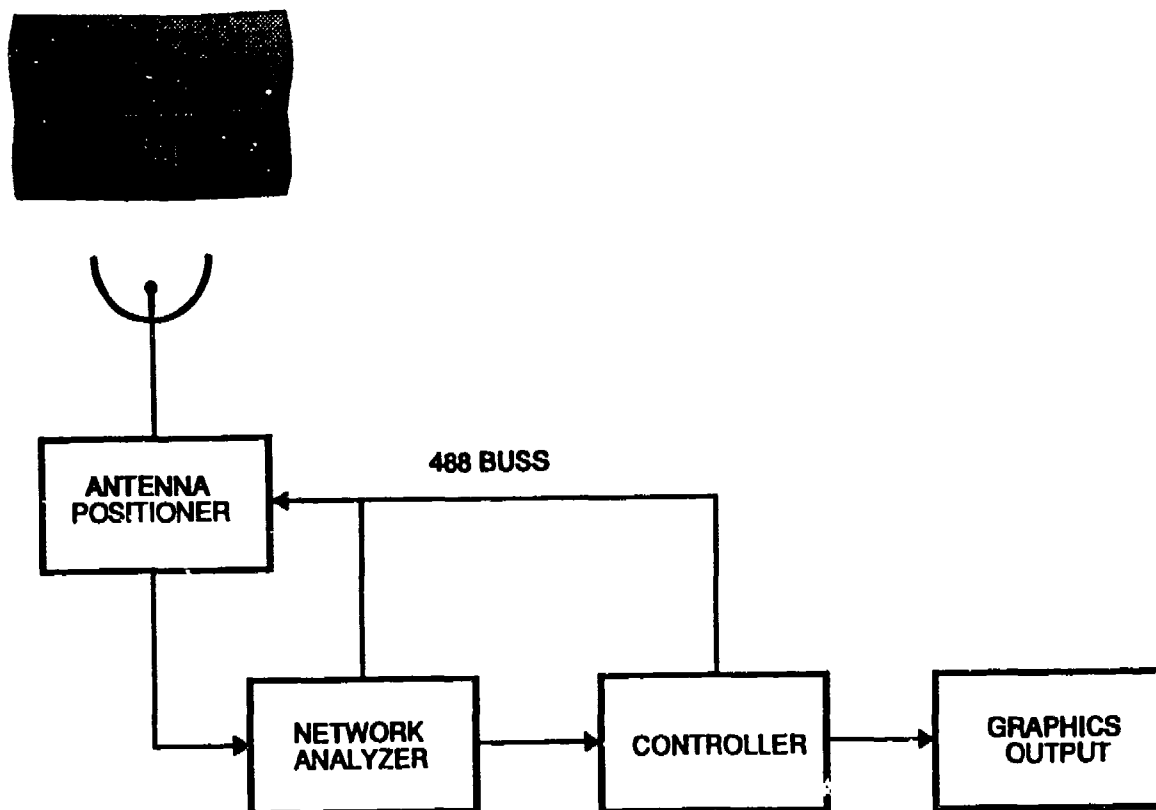 488 BUSS
ANTENNA
POSITIONER
NETWORK
ANALYZER
CONTROLLER
GRAPHICS
OUTPUT